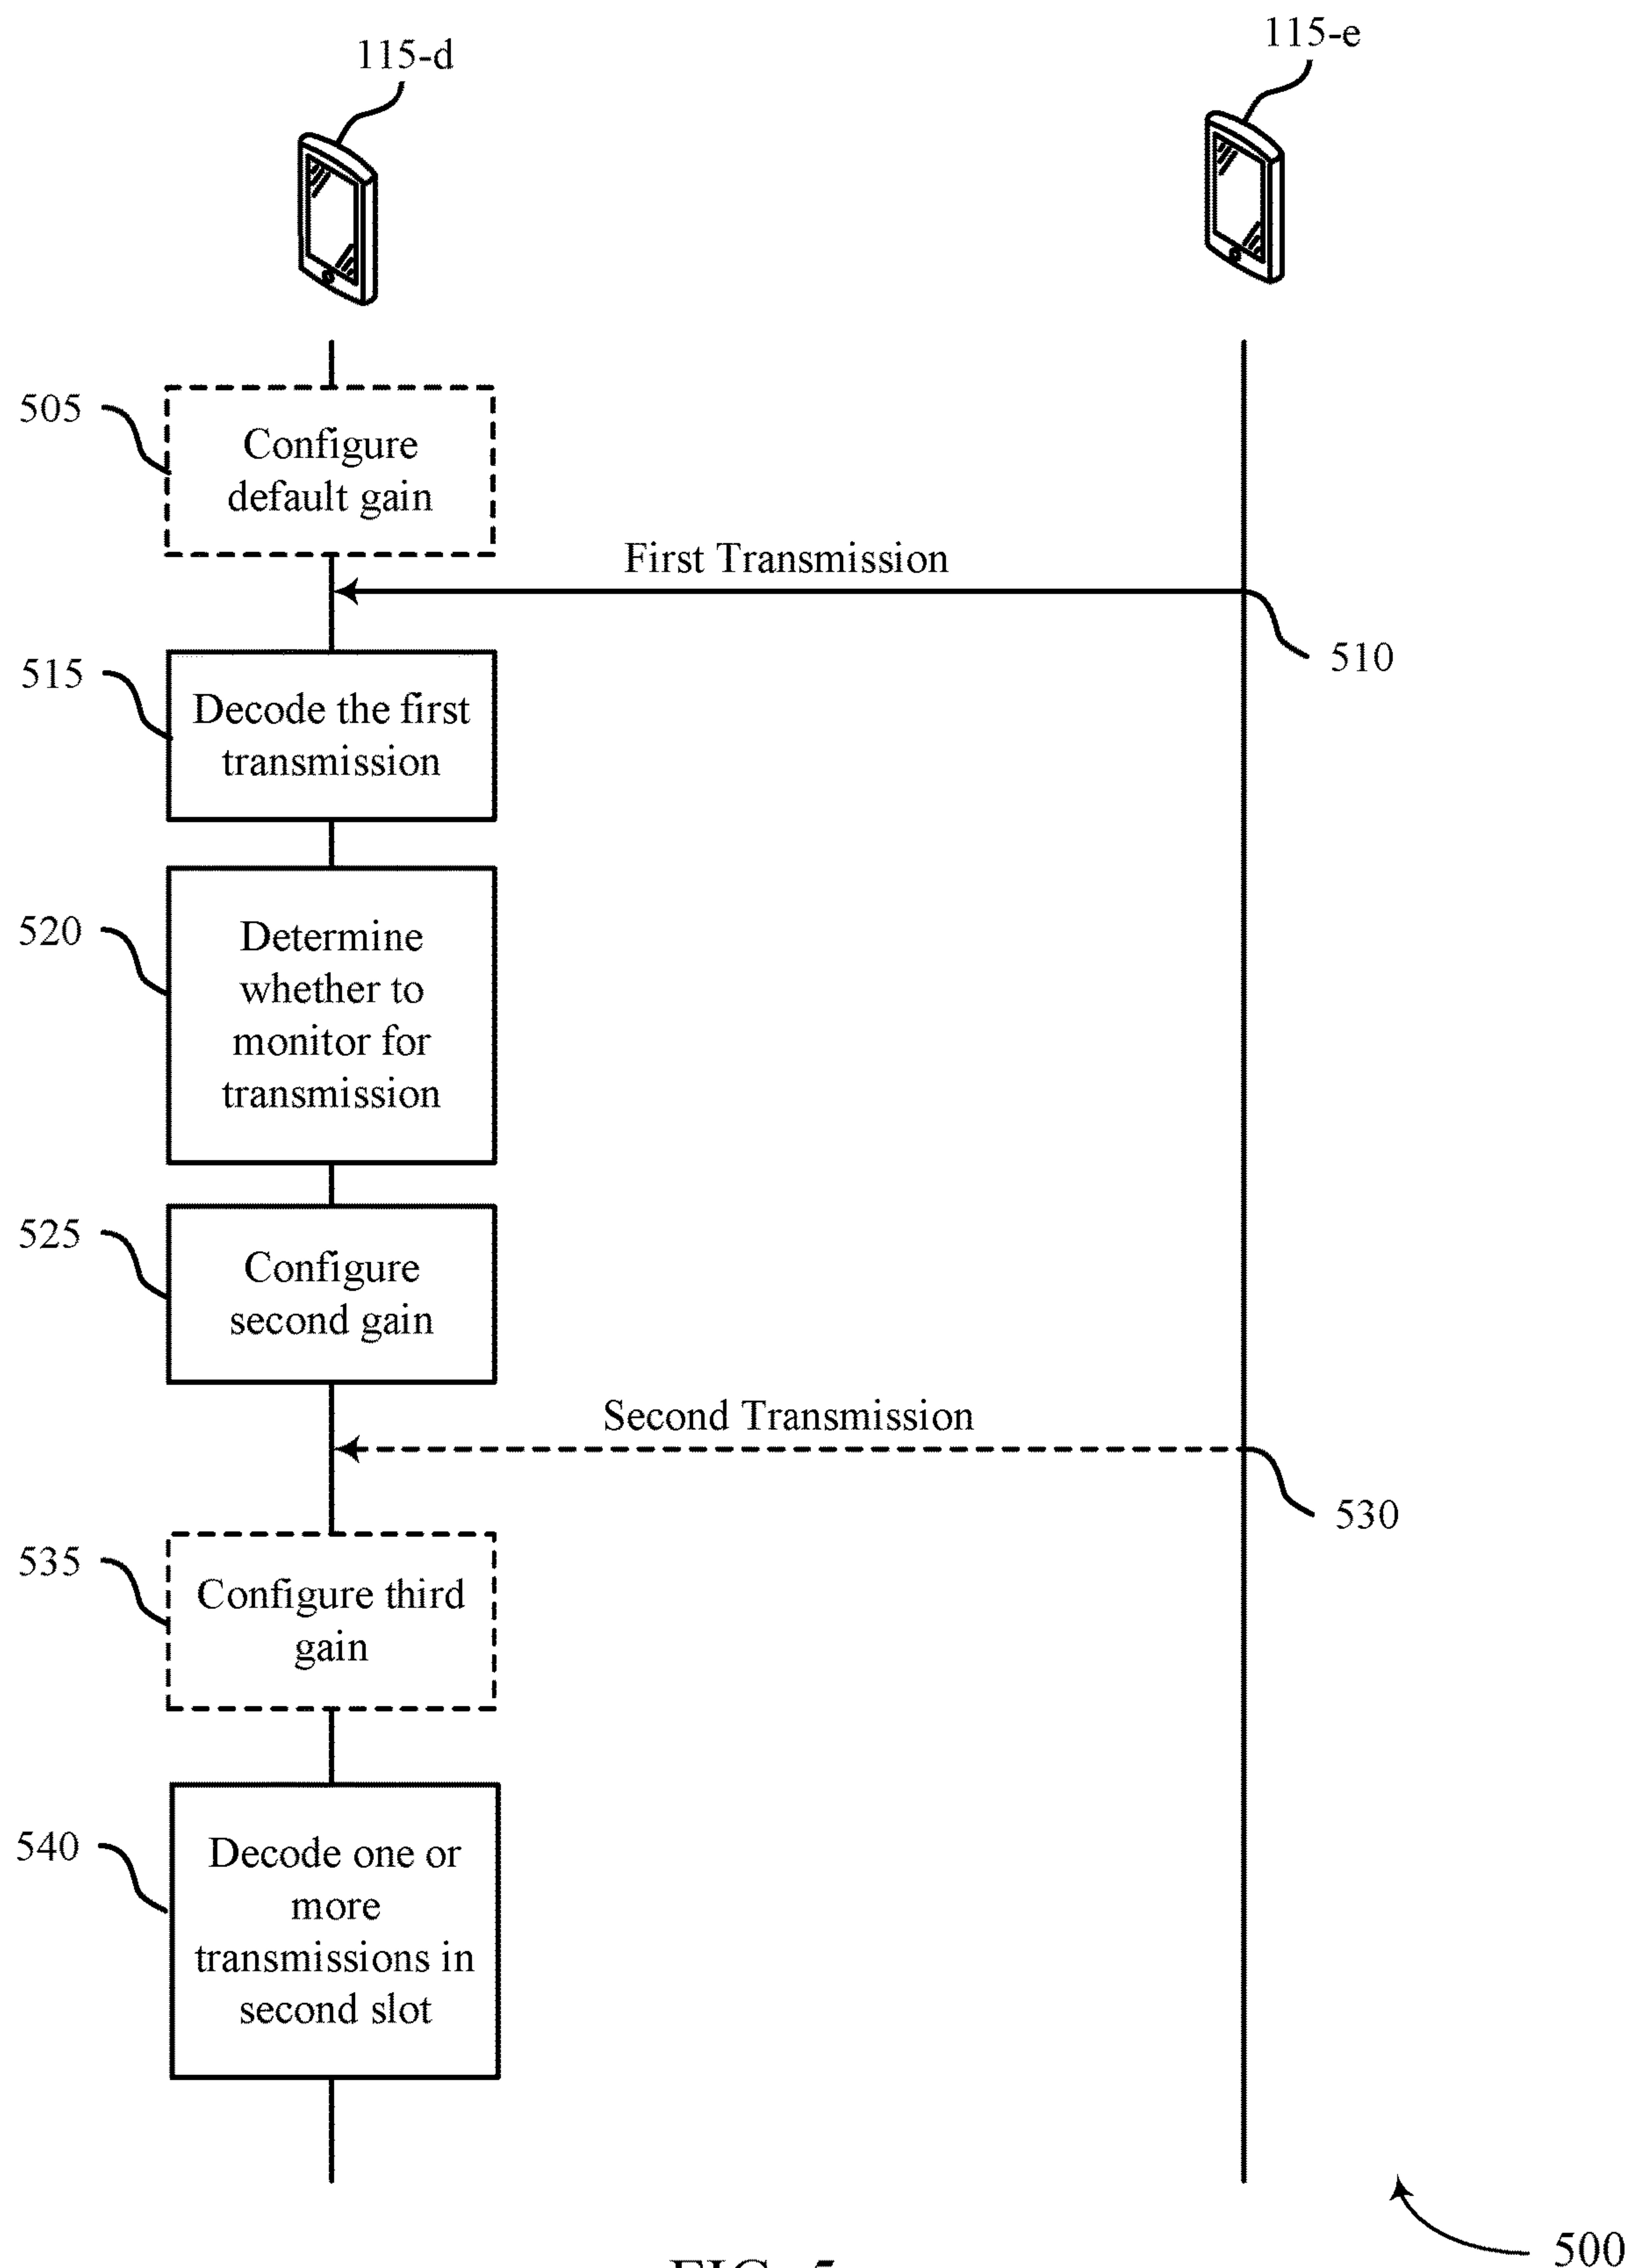 115-d
115-e
505
Configure
default gain
First Transmission
510
515
Decode the first
transmission
520
Determine
whether to
monitor for
transmission
525
Configure
second gain
Second Transmission
530
535
Configure third
gain
540
Decode one or
more
transmissions in
second slot
500